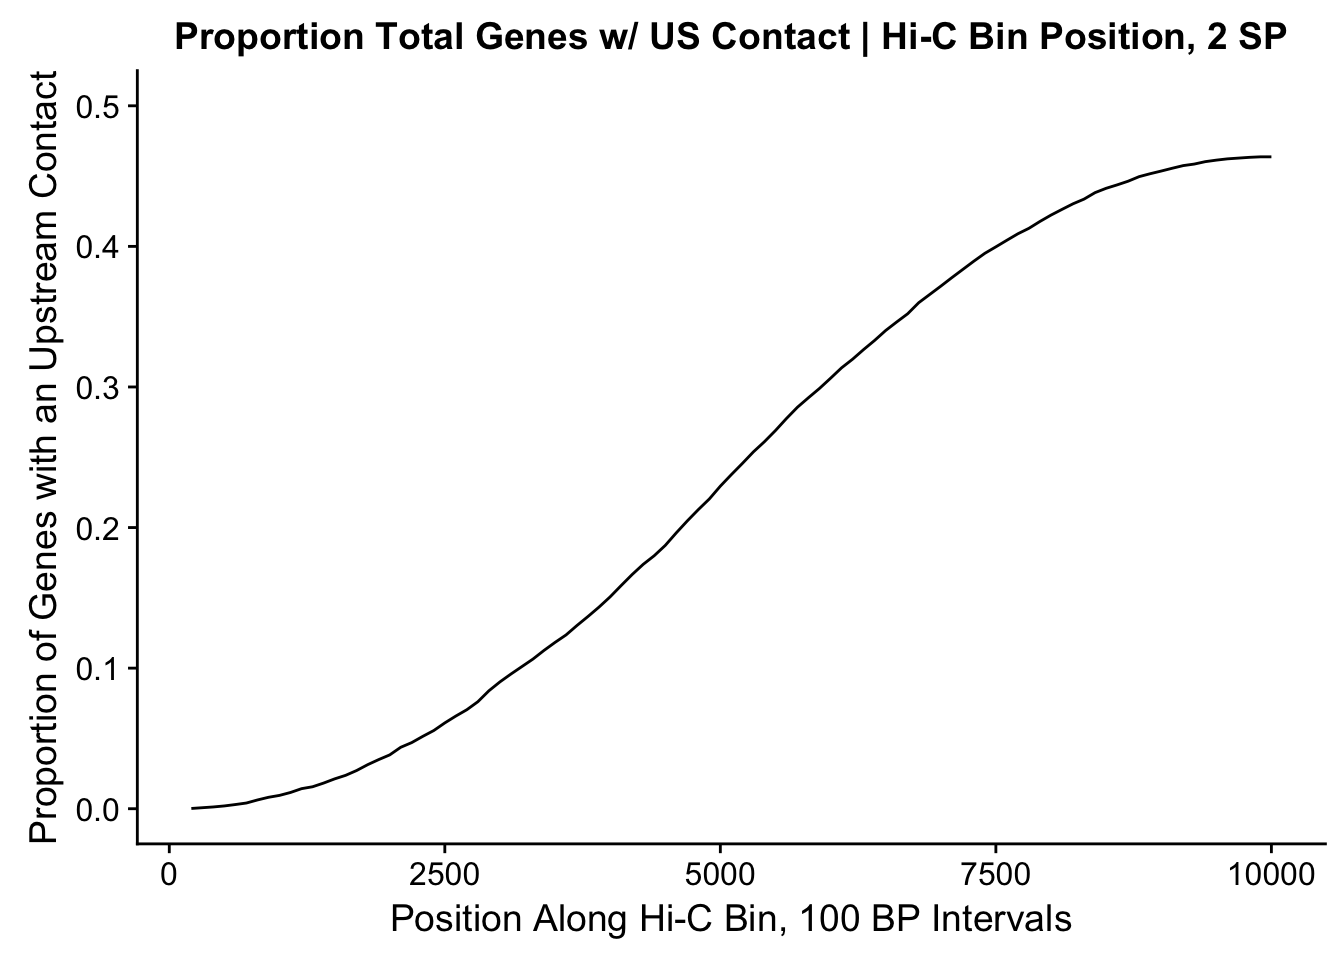 Proportion Total Genes w/ US Contact | Hi-C Bin Position, 2 SP
Proportion of Genes with an Upstream Contact
0.5
0.4
0.3
0.2
0.1
0.0
0 2500 5000 7500 10000
Position Along Hi-C Bin, 100 BP Intervals